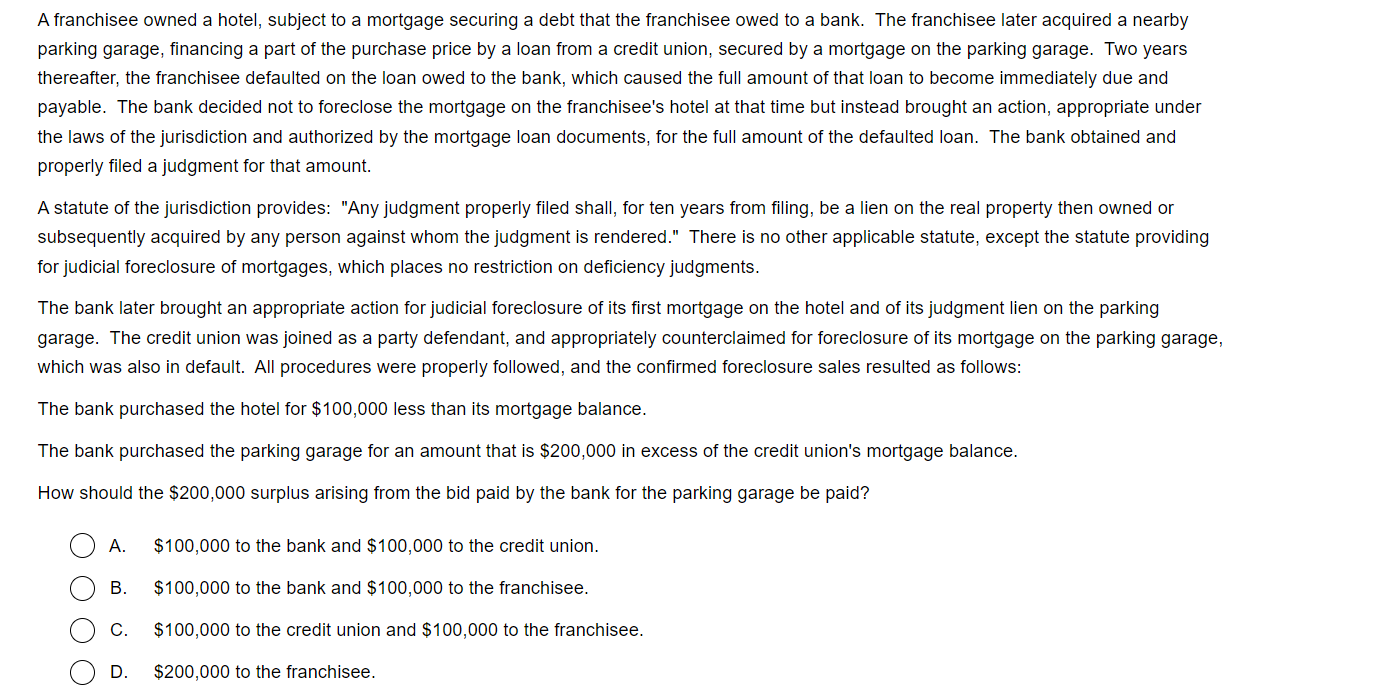 A franchisee owned a hotel, subject to a mortgage securing a debt that the franchisee owed to a bank.  The franchisee later acquired a nearby
parking garage, financing a part of the purchase price by a loan from a credit union, secured by a mortgage on the parking garage.  Two years
thereafter, the franchisee defaulted on the loan owed to the bank, which caused the full amount of that loan to become immediately due and
payable.  The bank decided not to foreclose the mortgage on the franchisee's hotel at that time but instead brought an action, appropriate under
the laws of the jurisdiction and authorized by the mortgage loan documents, for the full amount of the defaulted loan.  The bank obtained and
properly filed a judgment for that amount.
A statute of the jurisdiction provides:  "Any judgment properly filed shall, for ten years from filing, be a lien on the real property then owned or
subsequently acquired by any person against whom the judgment is rendered."  There is no other applicable statute, except the statute providing
for judicial foreclosure of mortgages, which places no restriction on deficiency judgments.
The bank later brought an appropriate action for judicial foreclosure of its first mortgage on the hotel and of its judgment lien on the parking
garage.  The credit union was joined as a party defendant, and appropriately counterclaimed for foreclosure of its mortgage on the parking garage,
which was also in default.  All procedures were properly followed, and the confirmed foreclosure sales resulted as follows:
The bank purchased the hotel for $100,000 less than its mortgage balance.
The bank purchased the parking garage for an amount that is $200,000 in excess of the credit union's mortgage balance.
How should the $200,000 surplus arising from the bid paid by the bank for the parking garage be paid?
A. $100,000 to the bank and $100,000 to the credit union.
B. $100,000 to the bank and $100,000 to the franchisee.
C. $100,000 to the credit union and $100,000 to the franchisee.
D. $200,000 to the franchisee.